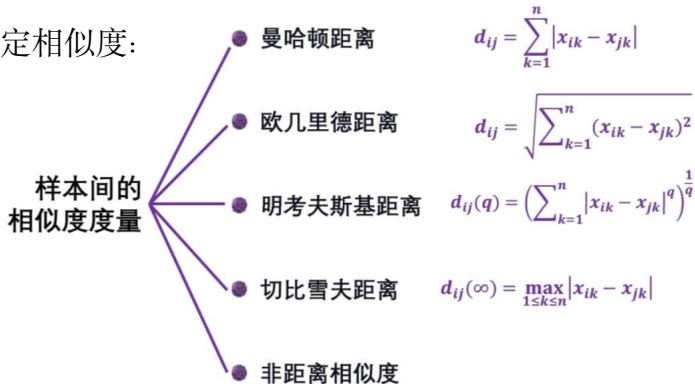 定相似度:
曼哈顿距离 $d_{ij} = \sum_{k=1}^{n} |x_{ik} - x_{jk}|$
欧几里德距离 $d_{ij} = \sqrt{\sum_{k=1}^{n} (x_{ik} - x_{jk})^2}$
样本间的
相似度度量
明考夫斯基距离 $d_{ij}(q) = \left(\sum_{k=1}^{n} |x_{ik} - x_{jk}|^q\right)^{\frac{1}{q}}$
切比雪夫距离 $d_{ij}(\infty) = \max_{1 \le k \le n} |x_{ik} - x_{jk}|$
非距离相似度